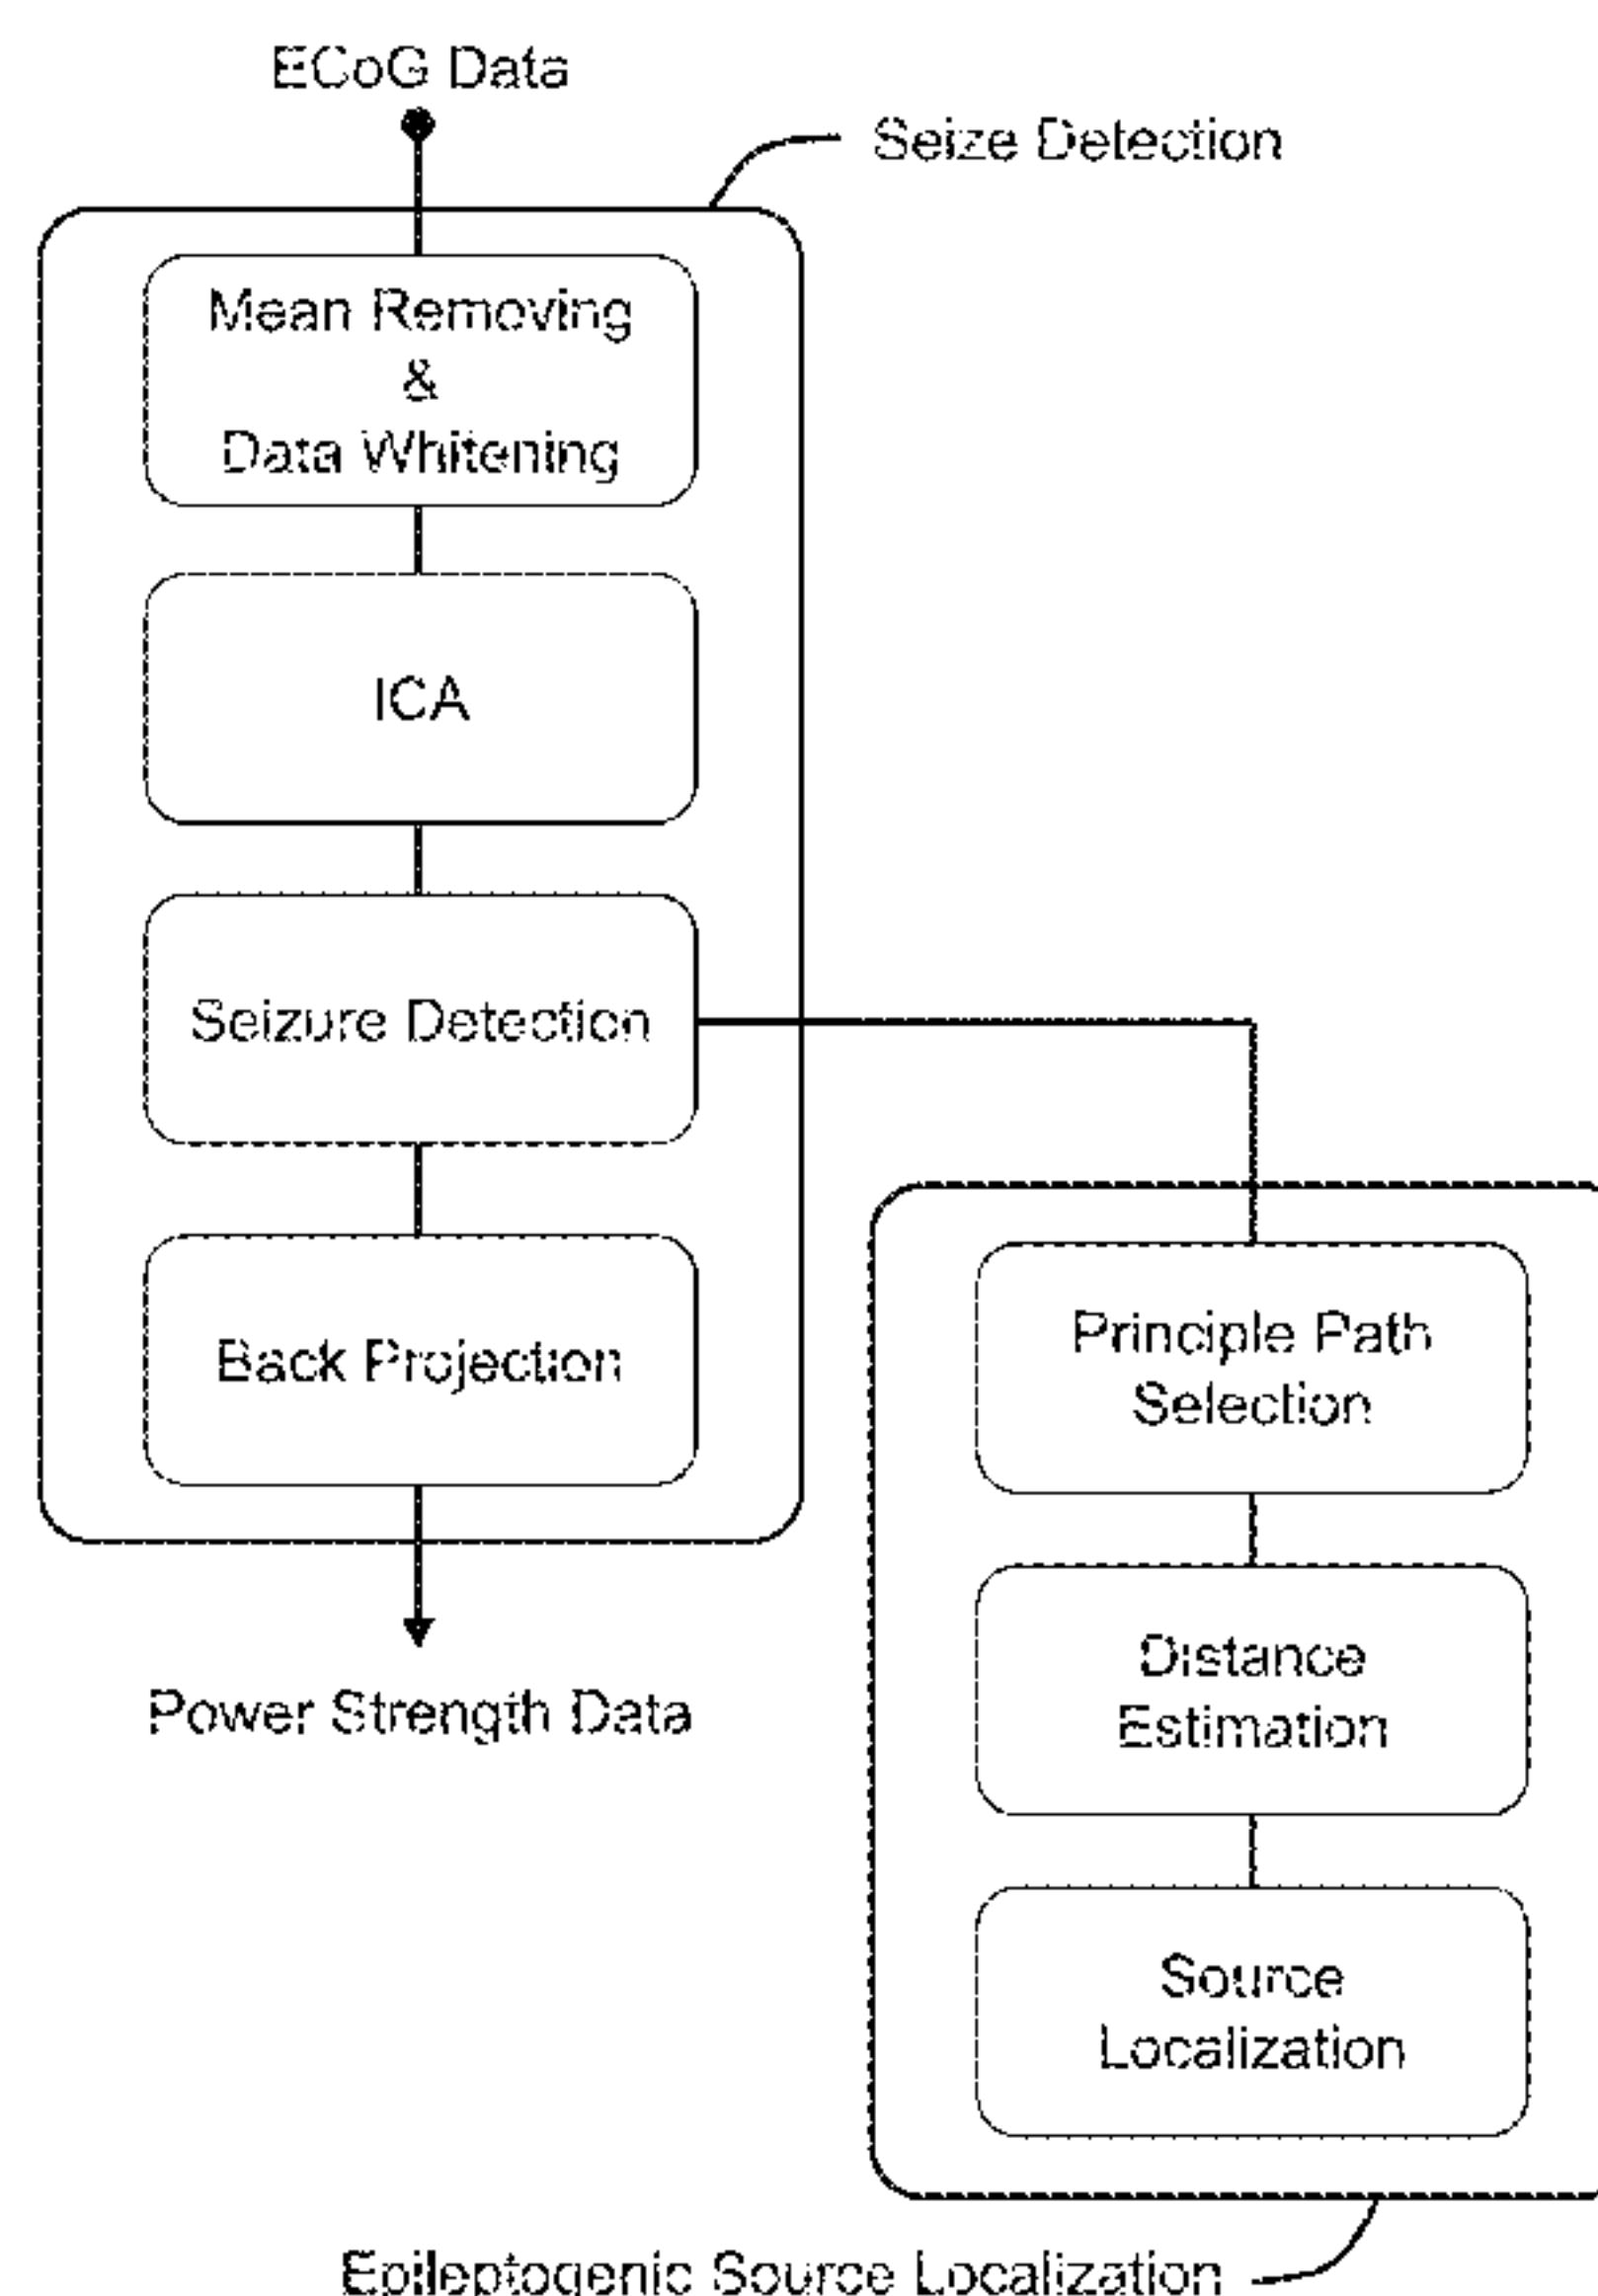 ECoG Data
Seize Detection
Mean Removing
&
Data Whitening
ICA
Seizure Detection
Back Projection
Power Strength Data
Principle Path
Selection
Distance
Estimation
Source
Localization
Epileptogenic Source Localization